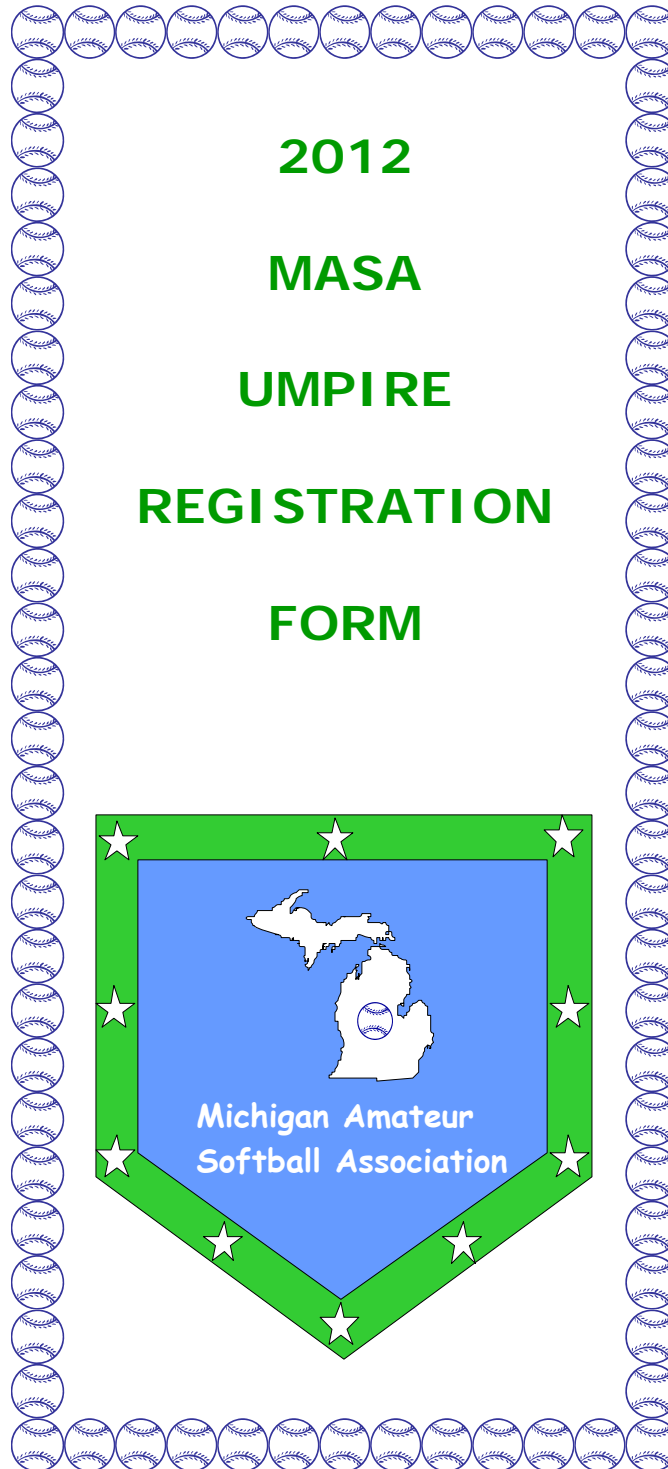 2012
MASA
UMPIRE
REGISTRATION
FORM
Michigan Amateur
Softball Association